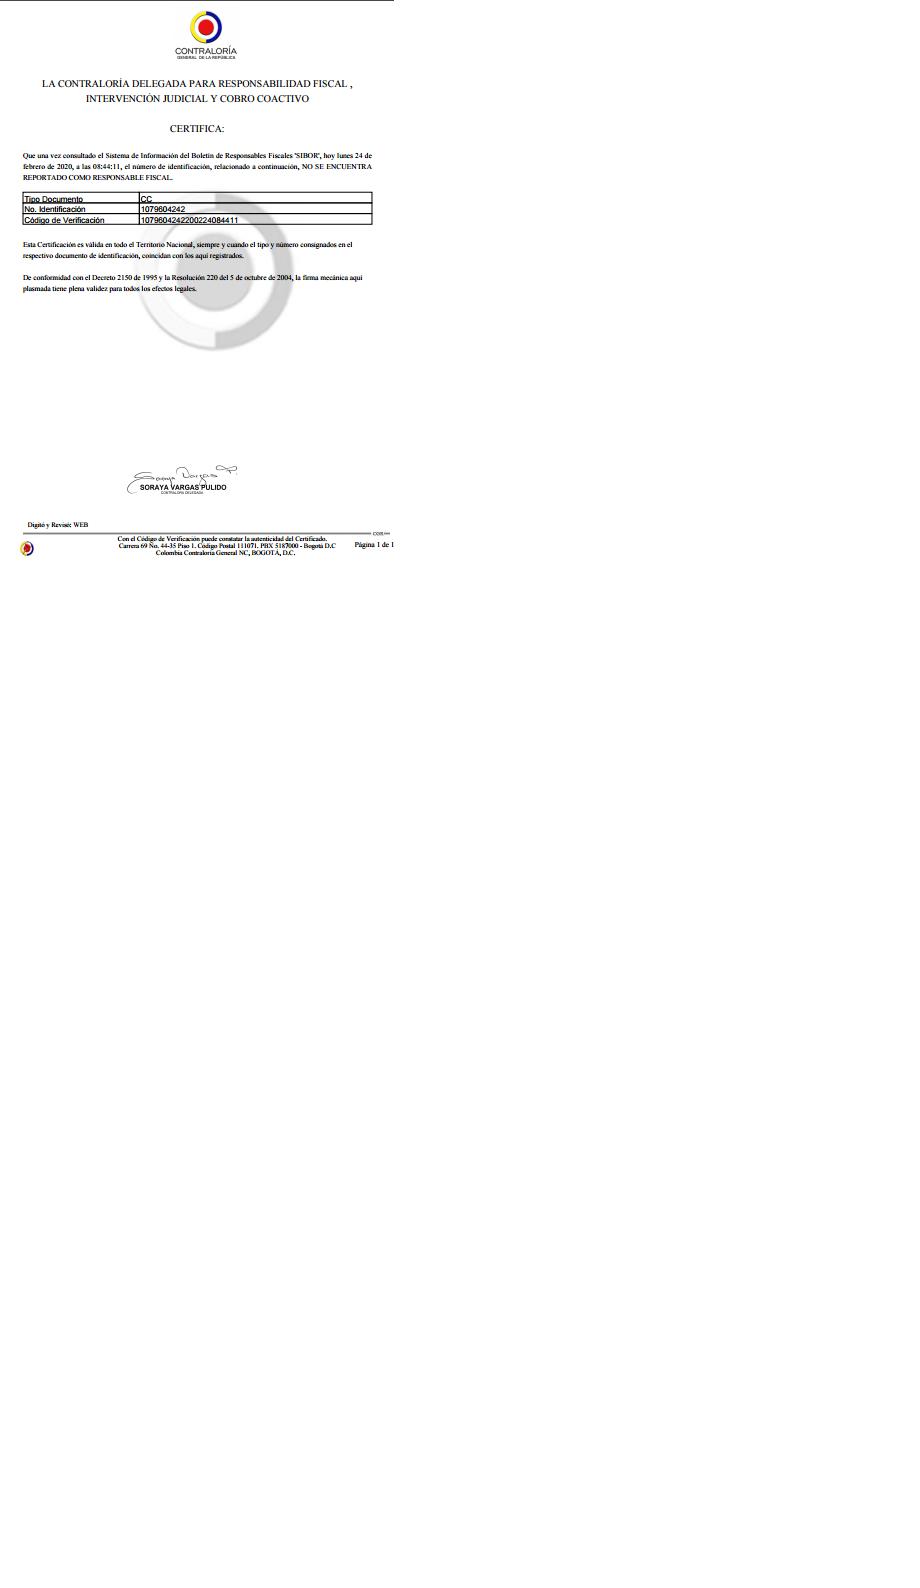 CONTRALORÍA
GENERAL DE LA REPÚBLICA
LA CONTRALORÍA DELEGADA PARA RESPONSABILIDAD FISCAL ,
INTERVENCIÓN JUDICIAL Y COBRO COACTIVO
CERTIFICA:
Que una vez consultado el Sistema de Información del Boletin de Responsables Fiscales 'SIBOR', hoy lunes 24 de
febrero de 2020, a las 08:44:11, el número de identificación, relacionado a continuación, NO SE ENCUENTRA
REPORTADO COMO RESPONSABLE FISCAL.
Tipo Documento CC
No. Identificación 1079604242
Código de Verificación 1079604242200224084411
Esta Certificación es válida en todo el Territorio Nacional, siempre y cuando el tipo y número consignados en el
respectivo documento de identificación, coincidan con los aquí registrados.
De conformidad con el Decreto 2150 de 1995 y la Resolución 220 del 5 de octubre de 2004, la firma mecánica aquí
plasmada tiene plena validez para todos los efectos legales.
Soraya Vargas P.
SORAYA VARGAS PULIDO
CONTRALORA DELEGADA
Digitó y Revisó: WEB
CGR
Con el Código de Verificación puede constatar la autenticidad del Certificado.
Carrera 69 No. 44-35 Piso 1. Código Postal 111071. PBX 5187000 - Bogotá D.C
Colombia Contraloría General NC, BOGOTÁ, D.C.
Página 1 de 1